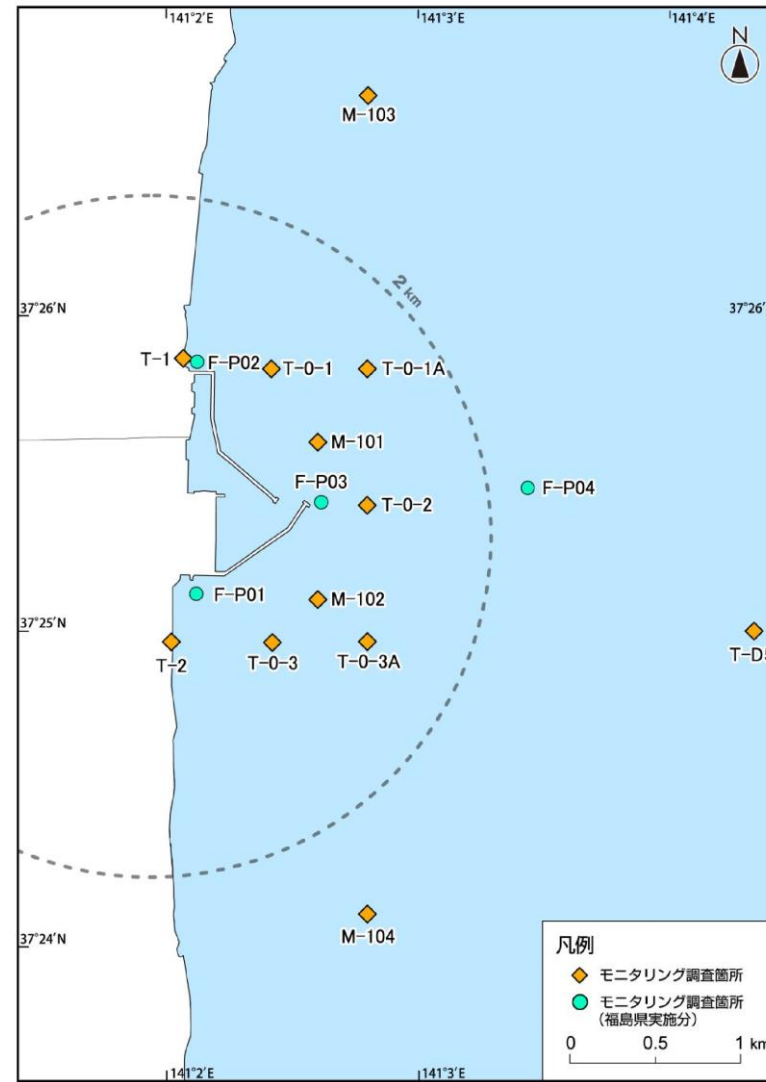 141°2′E
141°3′E
141°4′E
N
M-103
2 km
37°26′N
37°26′
T-1
F-P02
T-0-1
T-0-1A
M-101
F-P03
F-P04
T-0-2
F-P01
M-102
37°25′N
T-2
T-0-3
T-0-3A
T-D5
M-104
37°24′N
凡例
モニタリング調査箇所
モニタリング調査箇所
(福島県実施分)
0 0.5 1 km
141°2′E
141°3′E